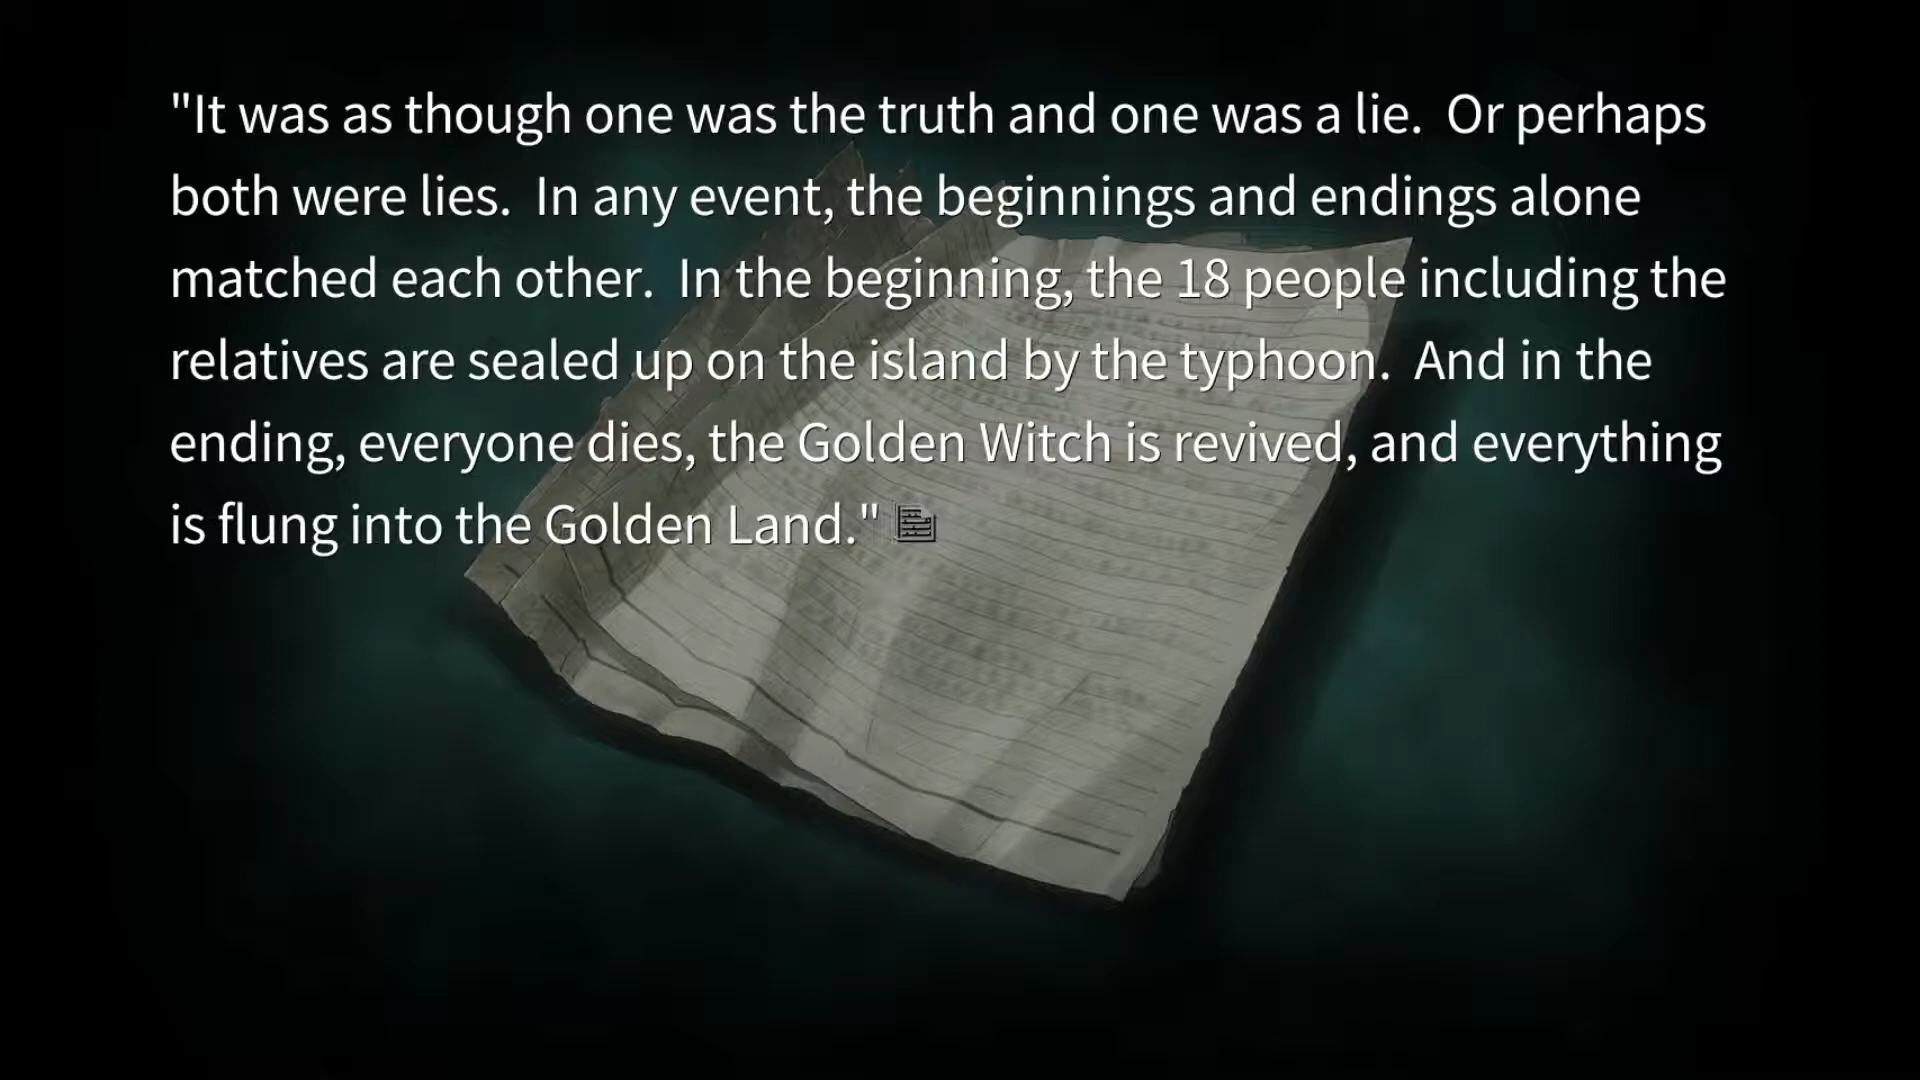 "It was as though one was the truth and one was a lie.  Or perhaps
both were lies.  In any event, the beginnings and endings alone
matched each other.  In the beginning, the 18 people including the
relatives are sealed up on the island by the typhoon.  And in the
ending, everyone dies, the Golden Witch is revived, and everything
is flung into the Golden Land."